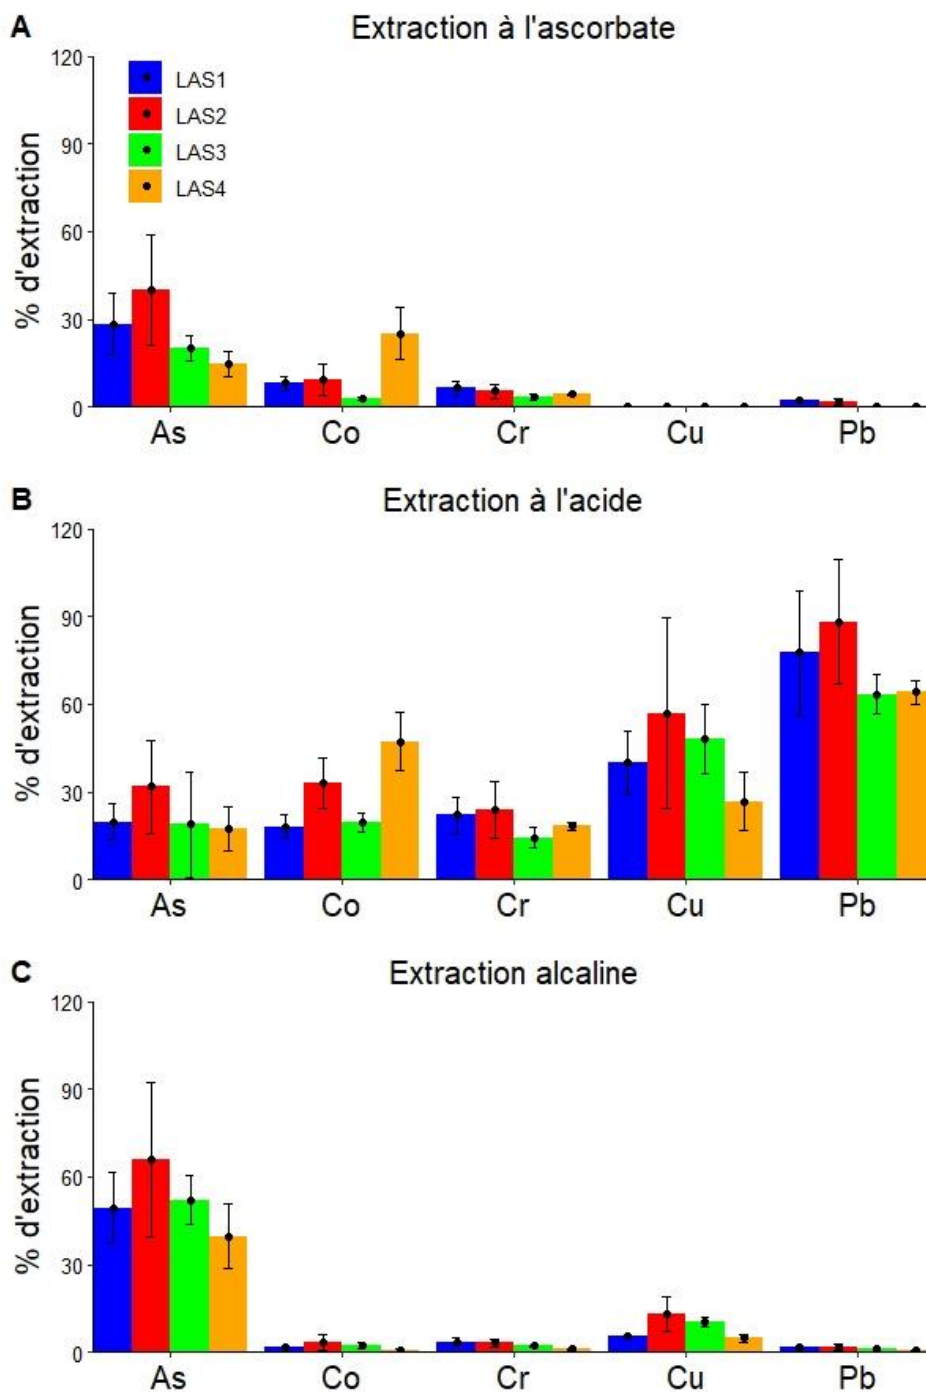 A
Extraction à l'ascorbate
120
90
60
30
0
% d'extraction
LAS1
LAS2
LAS3
LAS4
As Co Cr Cu Pb
B
Extraction à l'acide
120
90
60
30
0
% d'extraction
As Co Cr Cu Pb
C
Extraction alcaline
120
90
60
30
0
% d'extraction
As Co Cr Cu Pb